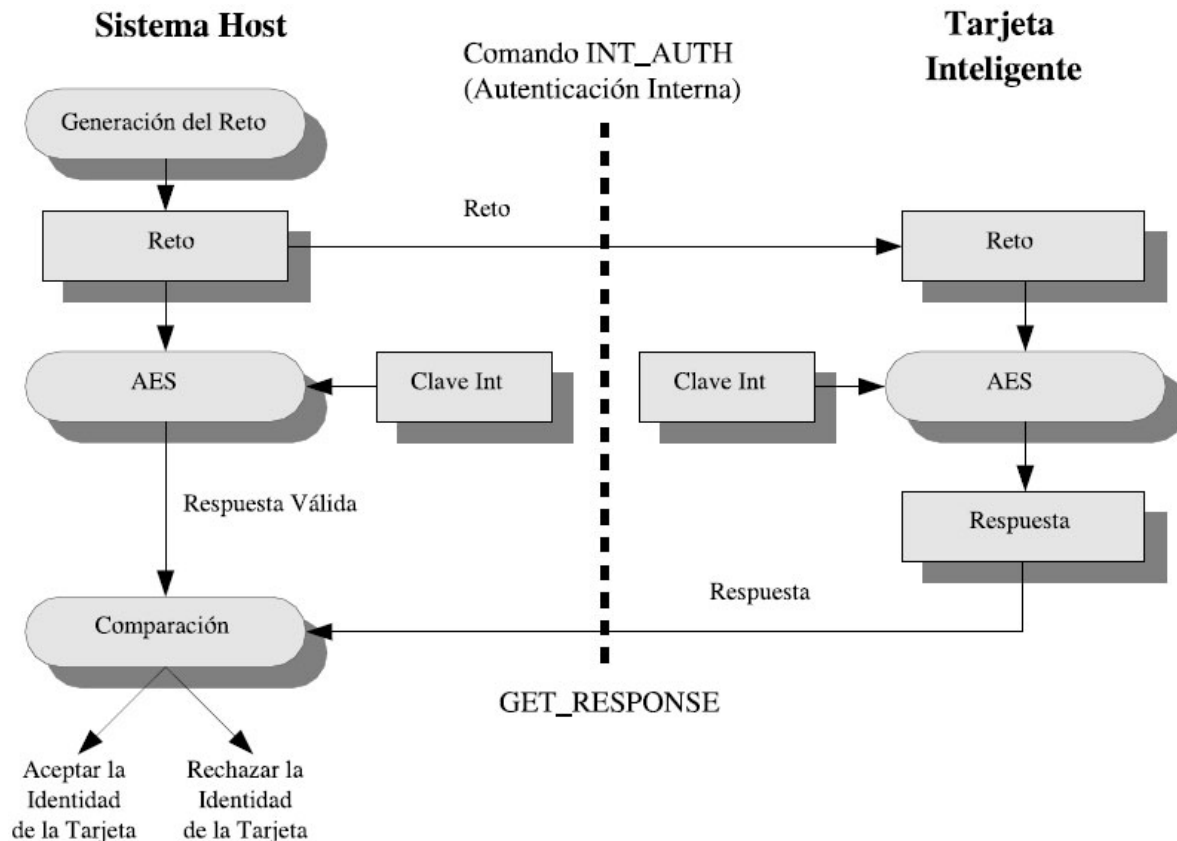 Sistema Host
Tarjeta
Inteligente
Comando INT_AUTH
(Autenticación Interna)
Generación del Reto
Reto
Reto
Reto
AES
Clave Int
Clave Int
AES
Respuesta Válida
Respuesta
Respuesta
Comparación
GET_RESPONSE
Aceptar la
Identidad
de la Tarjeta
Rechazar la
Identidad
de la Tarjeta